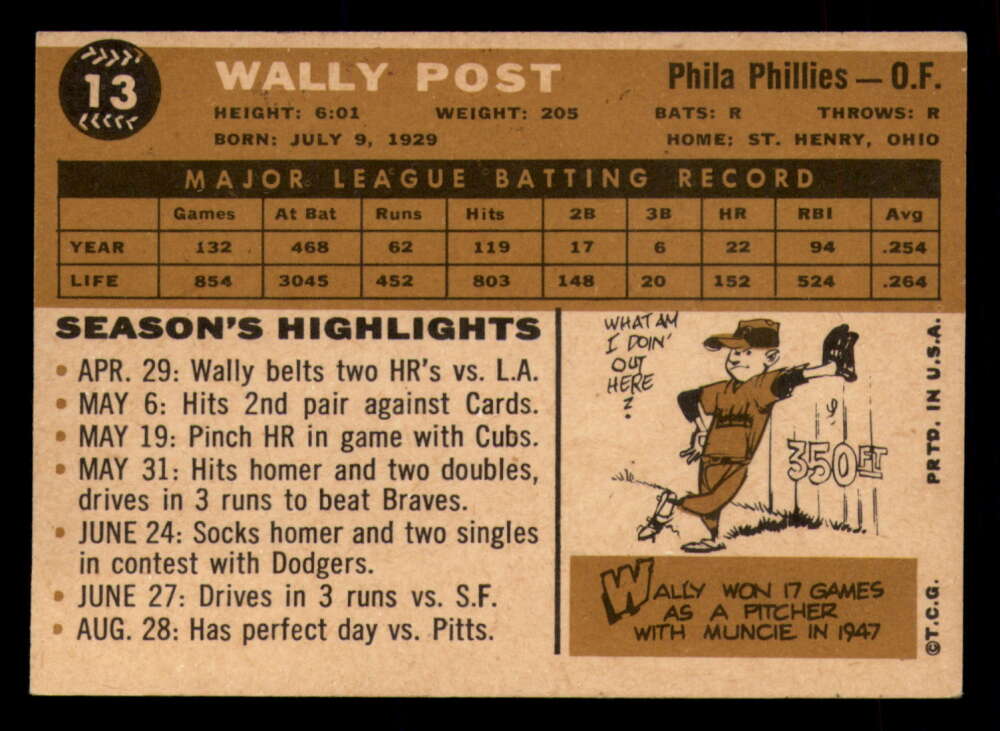 13
WALLY POST
Phila Phillies — O.F.
HEIGHT: 6:01 WEIGHT: 205 BATS: R THROWS: R
BORN: JULY 9, 1929 HOME: ST. HENRY, OHIO
MAJOR LEAGUE BATTING RECORD
Games At Bat Runs Hits 2B 3B HR RBI Avg
YEAR 132 468 62 119 17 6 22 94 .254
LIFE 854 3045 452 803 148 20 152 524 .264
SEASON'S HIGHLIGHTS
• APR. 29: Wally belts two HR's vs. L.A.
• MAY 6: Hits 2nd pair against Cards.
• MAY 19: Pinch HR in game with Cubs.
• MAY 31: Hits homer and two doubles,
drives in 3 runs to beat Braves.
• JUNE 24: Socks homer and two singles
in contest with Dodgers.
• JUNE 27: Drives in 3 runs vs. S.F.
• AUG. 28: Has perfect day vs. Pitts.
WHAT AM
I DOIN'
OUT
HERE
?
350 FT
WALLY WON 17 GAMES
AS A PITCHER
WITH MUNCIE IN 1947
©T.C.G. PRTD. IN U.S.A.